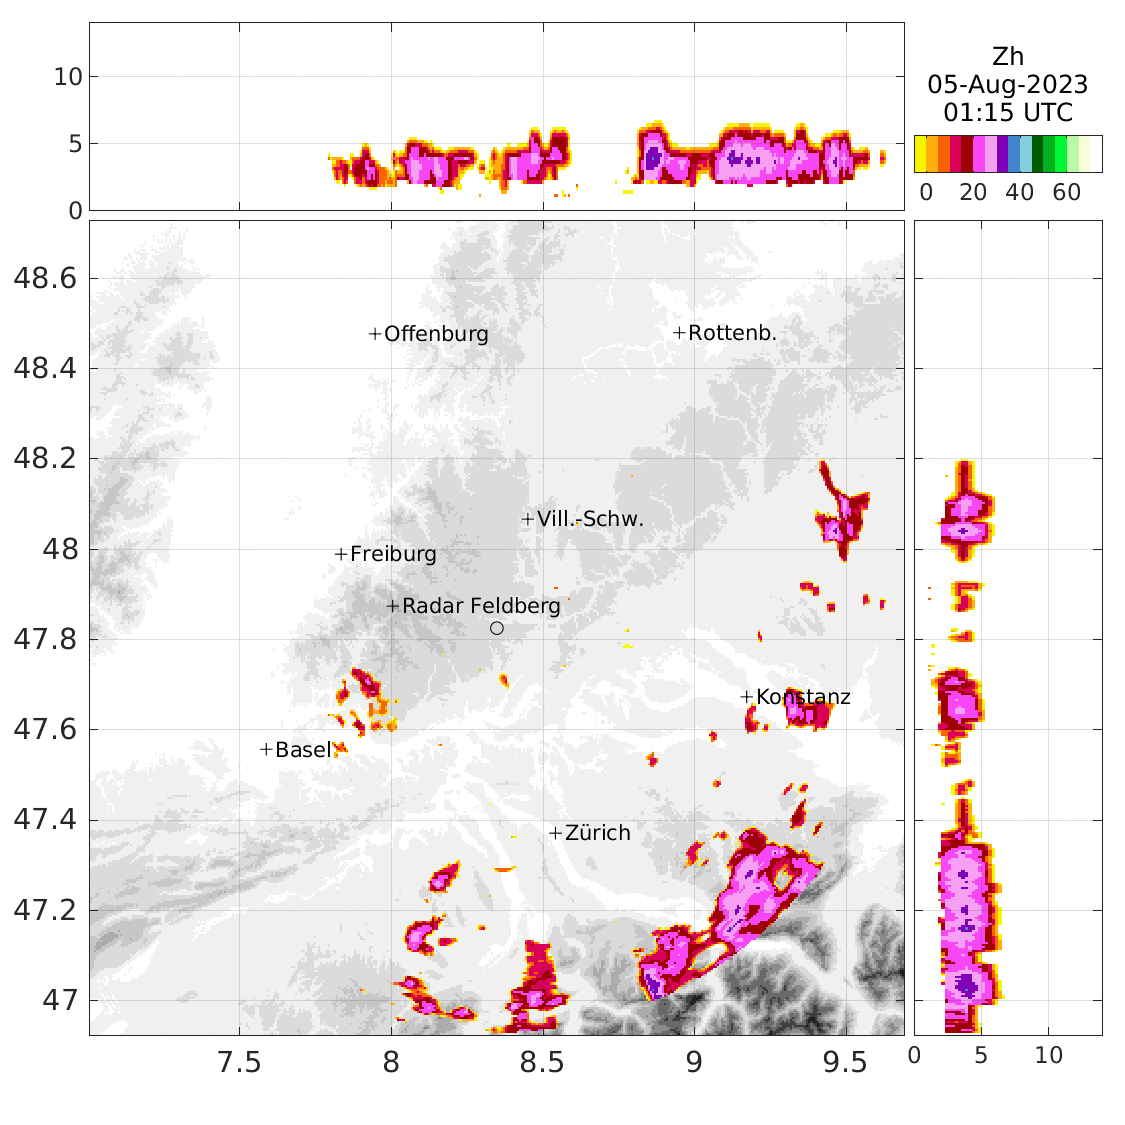 Zh
05-Aug-2023
01:15 UTC
10
5
0
0 20 40 60
48.6
+Offenburg +Rottenb.
48.4
48.2
+Vill.-Schw.
48
+Freiburg
+Radar Feldberg
47.8
+Konstanz
47.6
+Basel
47.4
+Zürich
47.2
47
7.5 8 8.5 9 9.5
0 5 10